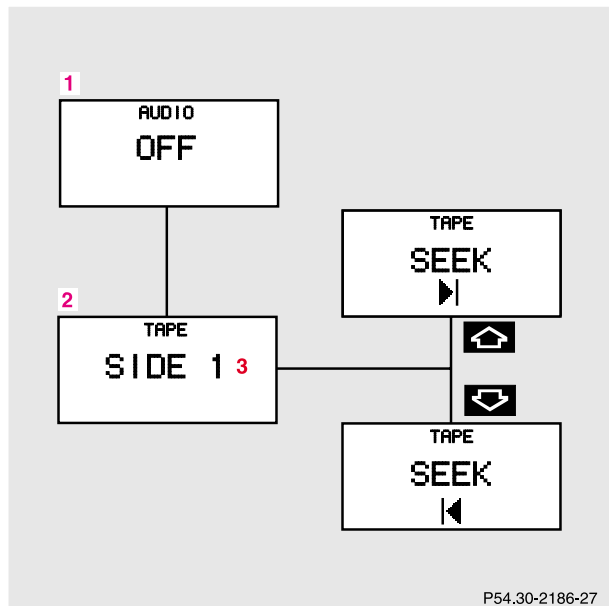 1
AUDIO
OFF
2
TAPE
SIDE 1 3
TAPE
SEEK
TAPE
SEEK
P54.30-2186-27